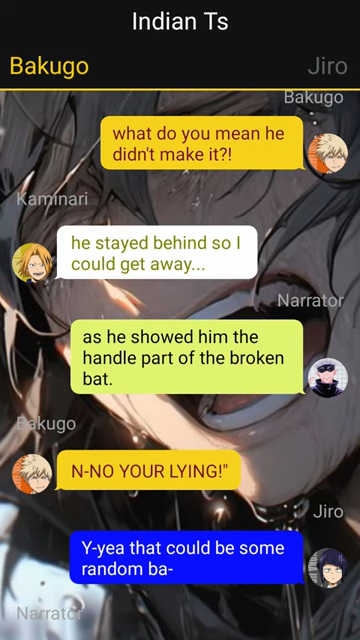 Indian Ts
Bakugo
Jiro
Bakugo
what do you mean he
didn't make it?!
Kaminari
he stayed behind so I
could get away...
Narrator
as he showed him the
handle part of the broken
bat.
Bakugo
N-NO YOUR LYING!"
Jiro
Y-yea that could be some
random ba-
Narrator